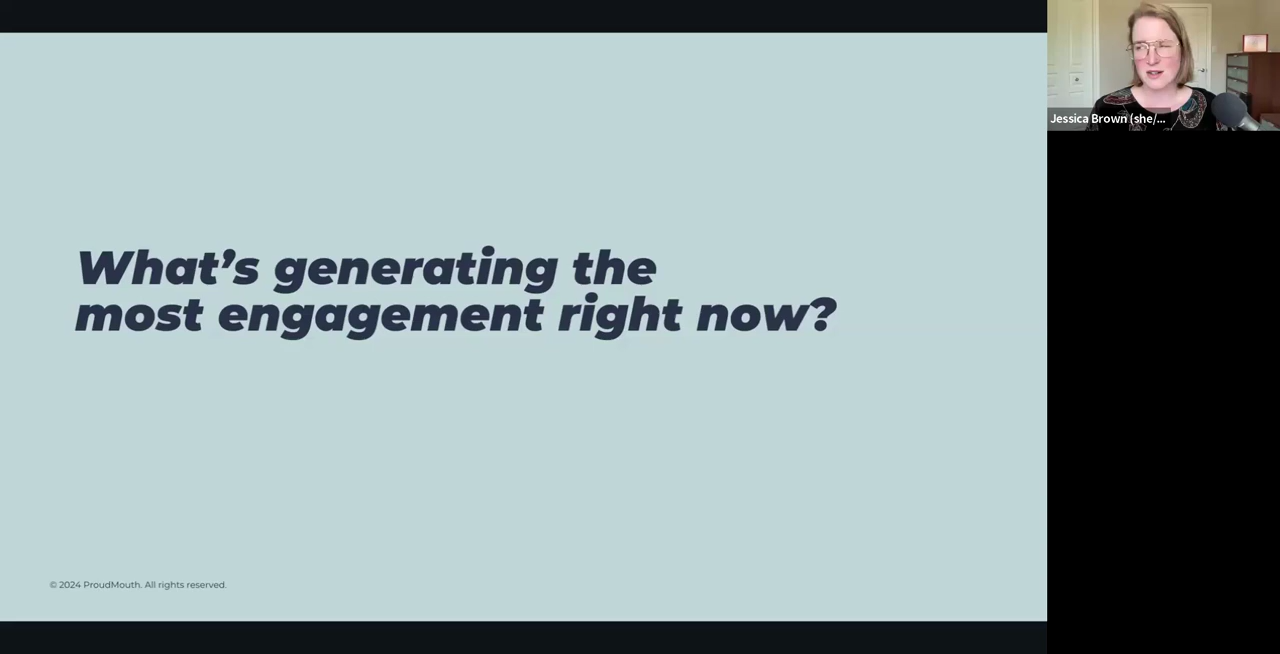 What's generating the
most engagement right now?
© 2024 ProudMouth. All rights reserved.
Jessica Brown (she/...